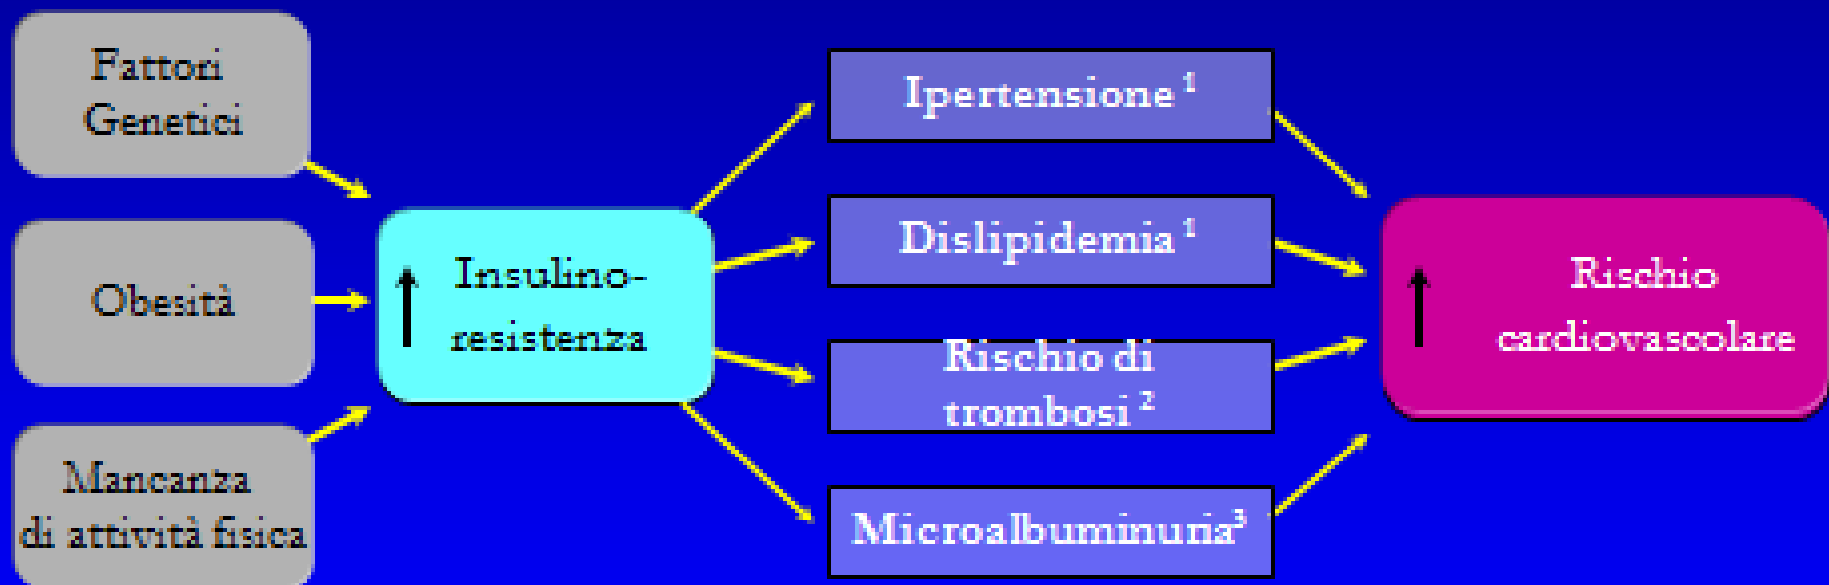 Fattori
Genetici
Obesità
Mancanza
di attività fisica
Insulino-
resistenza
Ipertensione ¹
Dislipidemia ¹
Rischio di
trombosi ²
Microalbuminuria³
Rischio
cardiovascolare